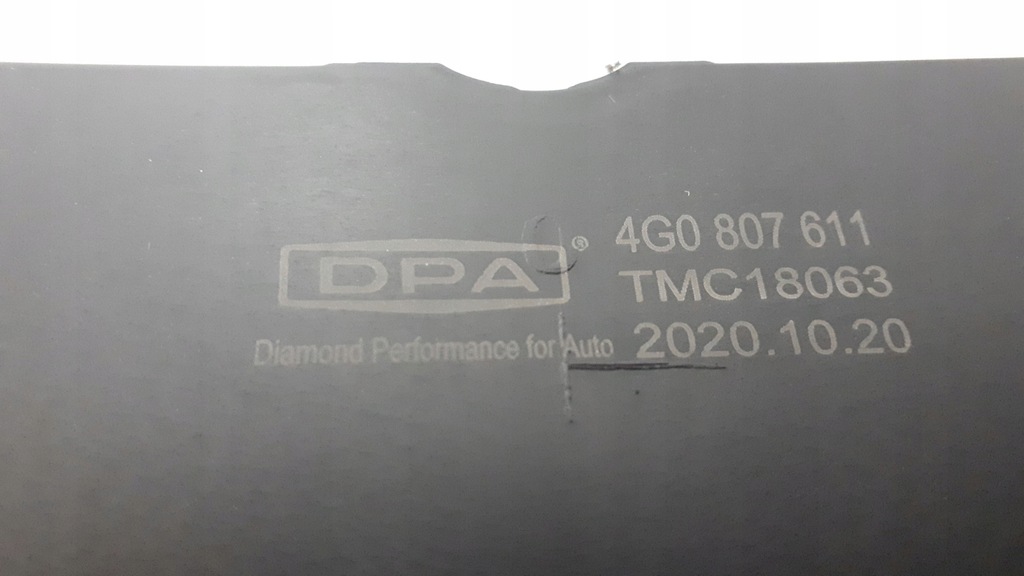 DPA®
Diamond Performance for Auto
4G0 807 611
TMC18063
2020.10.20